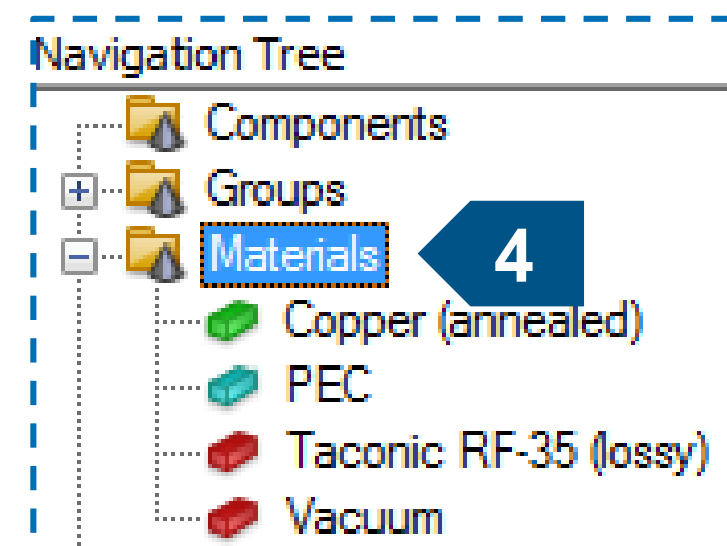 Navigation Tree
Components
Groups
Materials 4
Copper (annealed)
PEC
Taconic RF-35 (lossy)
Vacuum